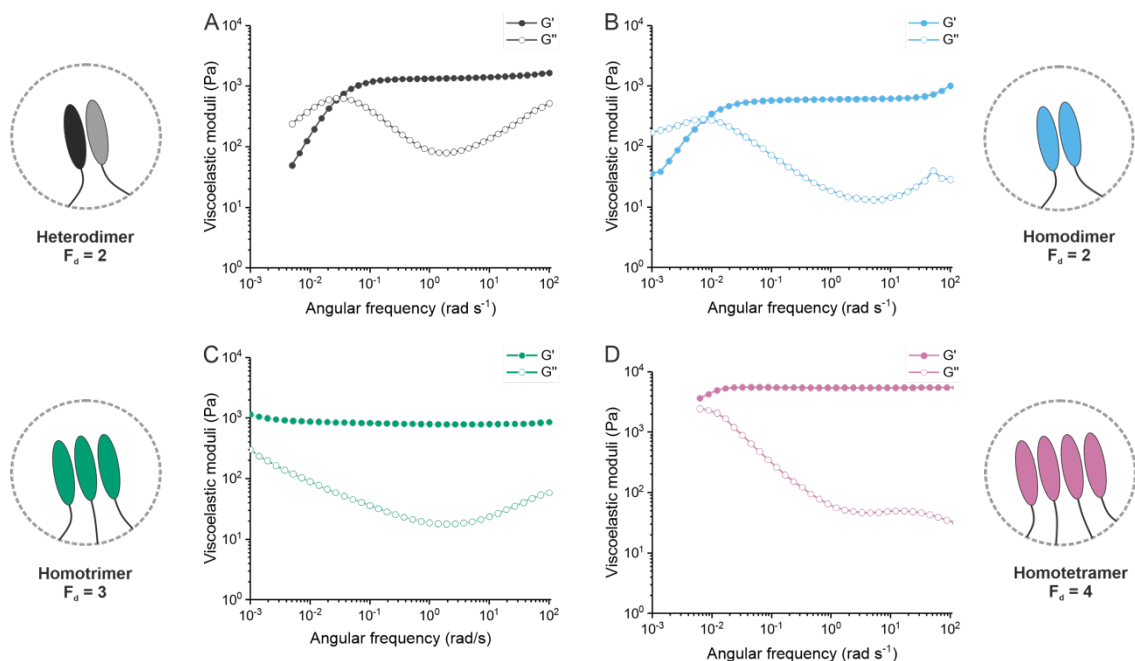 A
G'
G''
Viscoelastic moduli (Pa)
10⁴
10³
10²
10¹
10⁰
10⁻³ 10⁻² 10⁻¹ 10⁰ 10¹ 10²
Angular frequency (rad s⁻¹)
Heterodimer
F_d = 2
B
G'
G''
Viscoelastic moduli (Pa)
10⁴
10³
10²
10¹
10⁰
10⁻³ 10⁻² 10⁻¹ 10⁰ 10¹ 10²
Angular frequency (rad s⁻¹)
Homodimer
F_d = 2
C
G'
G''
Viscoelastic moduli (Pa)
10⁴
10³
10²
10¹
10⁰
10⁻³ 10⁻² 10⁻¹ 10⁰ 10¹ 10²
Angular frequency (rad/s)
Homotrimer
F_d = 3
D
G'
G''
Viscoelastic moduli (Pa)
10⁴
10³
10²
10¹
10⁰
10⁻³ 10⁻² 10⁻¹ 10⁰ 10¹ 10²
Angular frequency (rad s⁻¹)
Homotetramer
F_d = 4